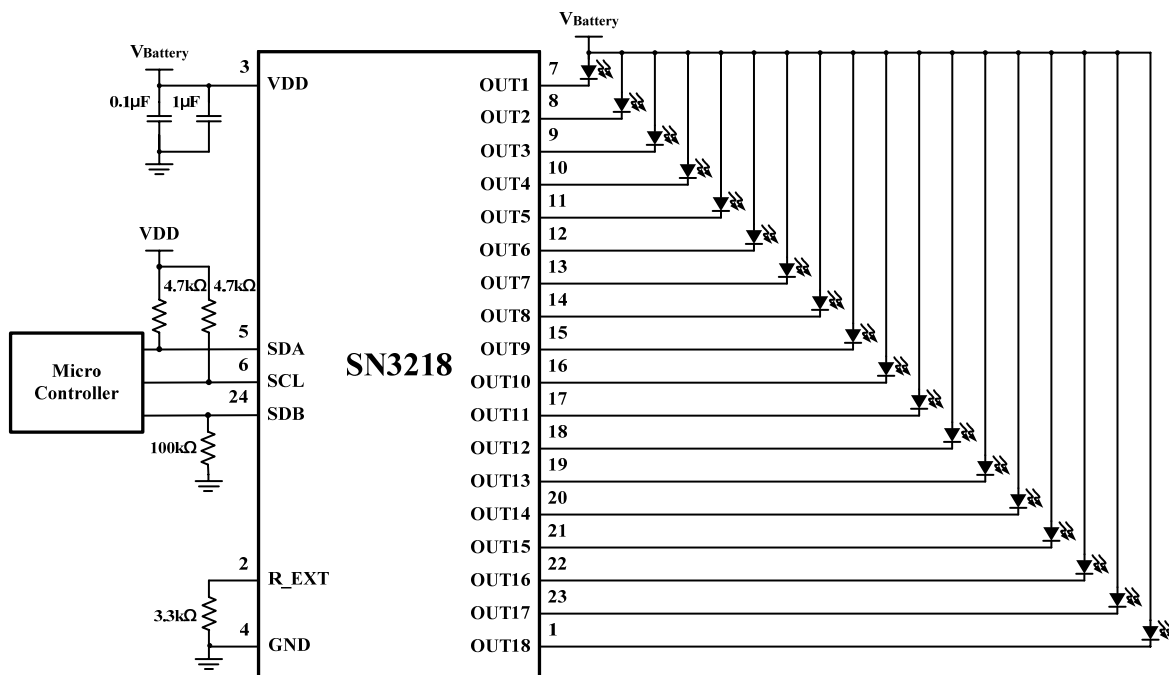 VBattery
3
VDD
0.1μF 1μF
VDD
4.7kΩ 4.7kΩ
5
SDA
6
SCL
24
SDB
Micro
Controller
100kΩ
2
R_EXT
3.3kΩ
4
GND
SN3218
VBattery
7
OUT1
8
OUT2
9
OUT3
10
OUT4
11
OUT5
12
OUT6
13
OUT7
14
OUT8
15
OUT9
16
OUT10
17
OUT11
18
OUT12
19
OUT13
20
OUT14
21
OUT15
22
OUT16
23
OUT17
1
OUT18